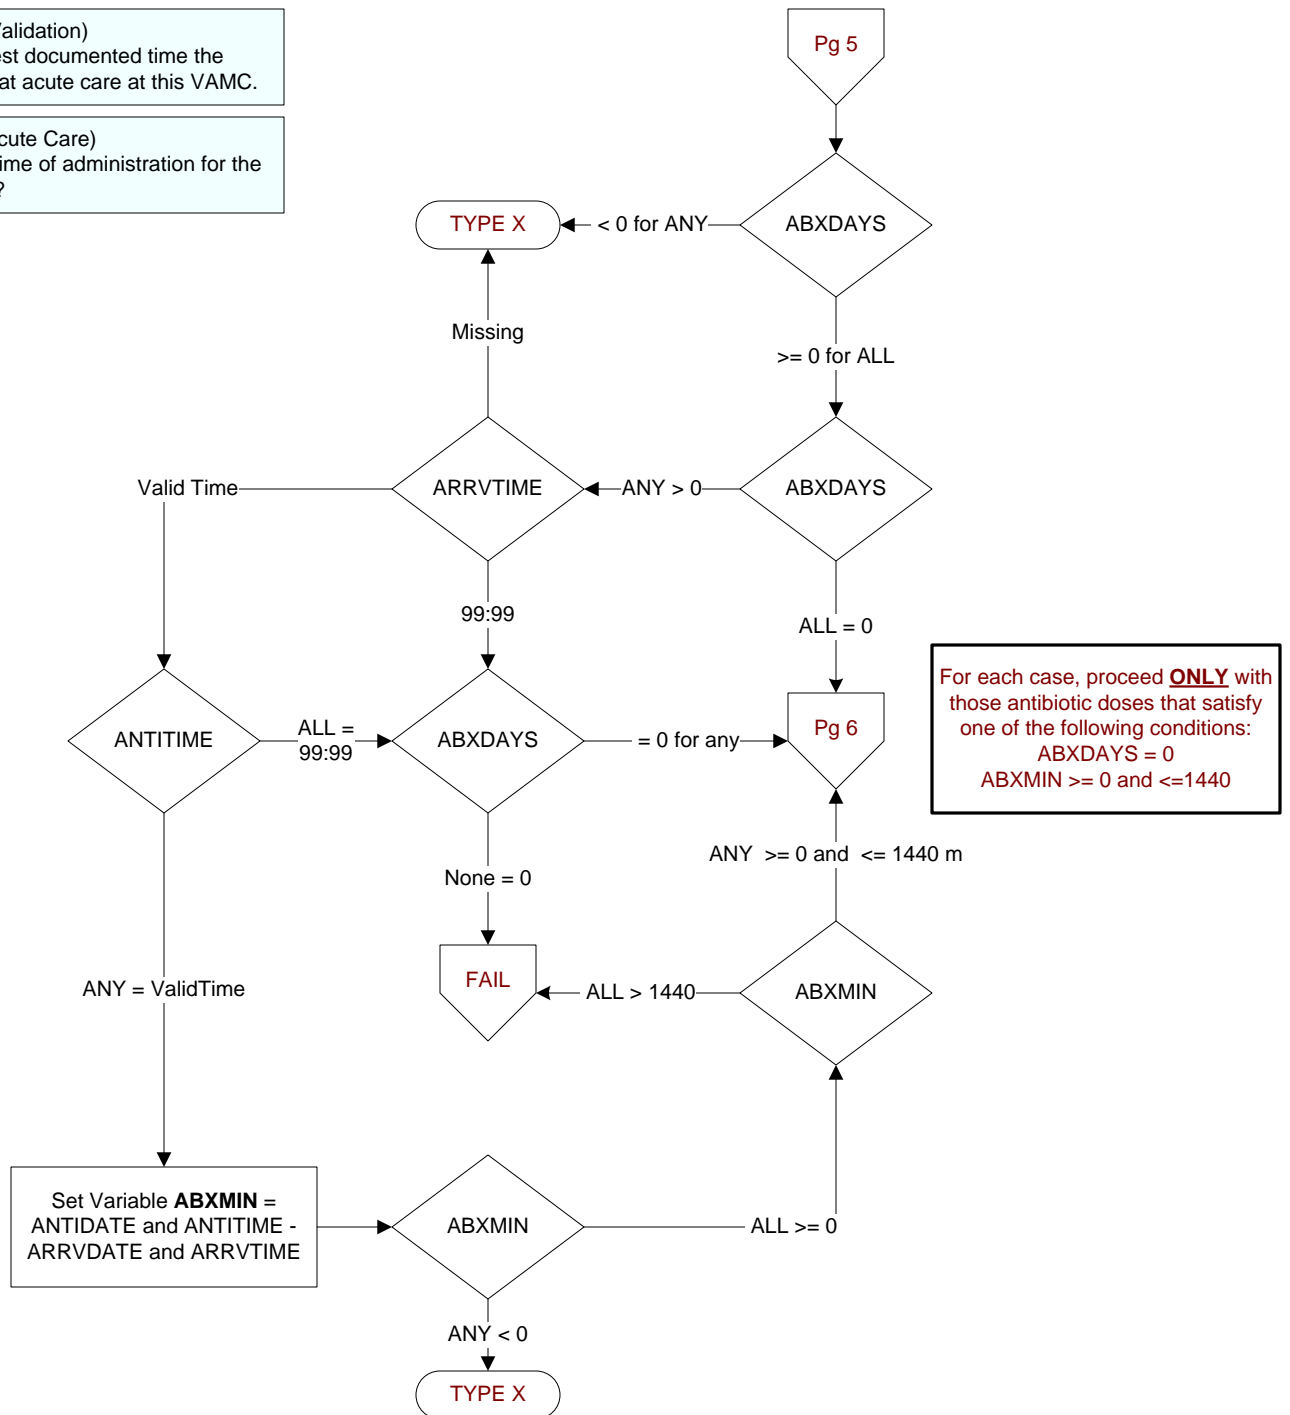 alidation)
est documented time the
at acute care at this VAMC.
cute Care)
ime of administration for the
?
Pg 5
ABXDAYS
< 0 for ANY
TYPE X
Missing
>= 0 for ALL
Valid Time
ARRVTIME
ANY > 0
ABXDAYS
99:99
ALL = 0
ANTITIME
ALL =
99:99
ABXDAYS
= 0 for any
Pg 6
For each case, proceed ONLY with
those antibiotic doses that satisfy
one of the following conditions:
ABXDAYS = 0
ABXMIN >= 0 and <=1440
ANY  >= 0 and  <= 1440 m
None = 0
ANY = ValidTime
FAIL
ALL > 1440
ABXMIN
Set Variable ABXMIN =
ANTIDATE and ANTITIME -
ARRVDATE and ARRVTIME
ABXMIN
ALL >= 0
ANY < 0
TYPE X